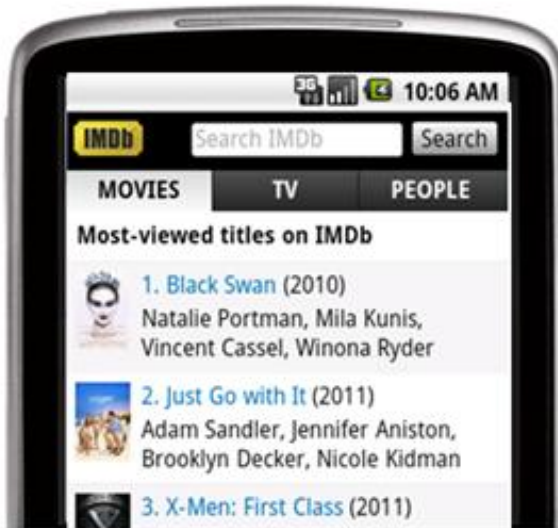 3G
10:06 AM
IMDb Search IMDb Search
MOVIES TV PEOPLE
Most-viewed titles on IMDb
1. Black Swan (2010)
Natalie Portman, Mila Kunis,
Vincent Cassel, Winona Ryder
2. Just Go with It (2011)
Adam Sandler, Jennifer Aniston,
Brooklyn Decker, Nicole Kidman
3. X-Men: First Class (2011)